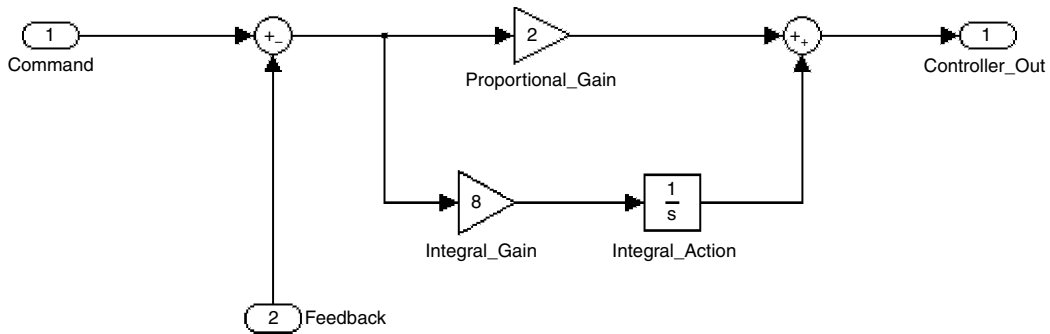 1
Command
+
−
2
Proportional_Gain
+
+
1
Controller_Out
8
Integral_Gain
1
s
Integral_Action
2
Feedback